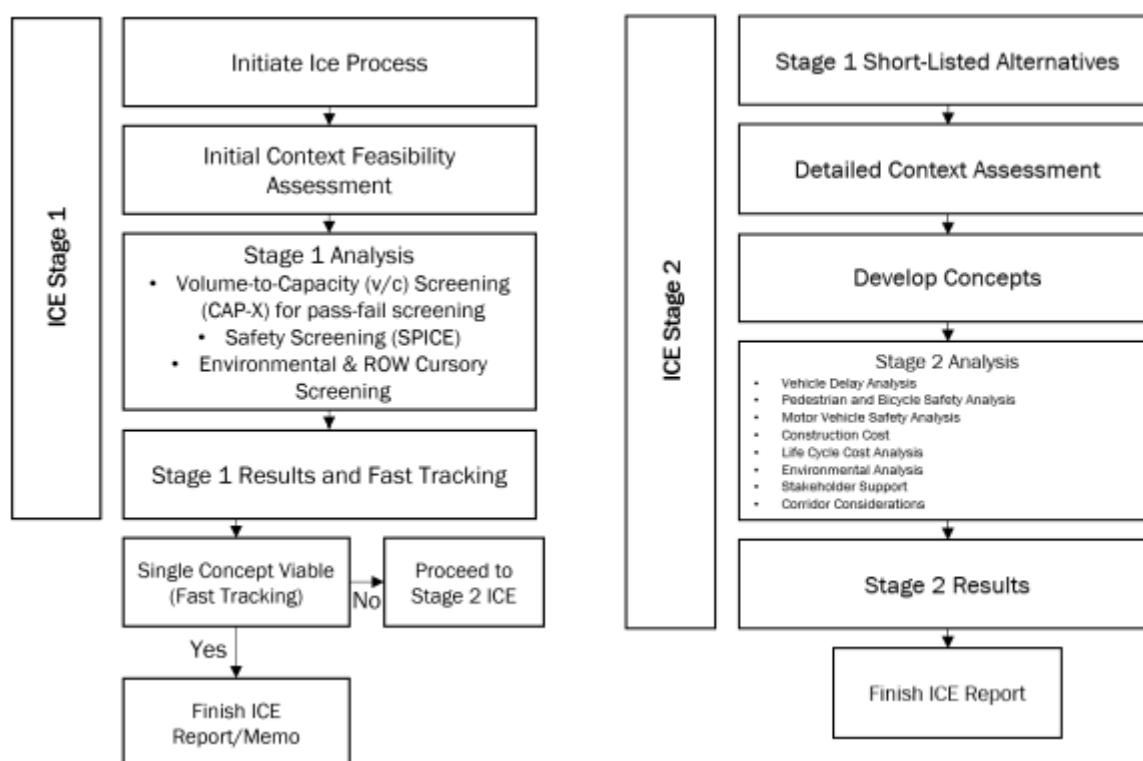 ICE Stage 1
Initiate Ice Process
Initial Context Feasibility
Assessment
Stage 1 Analysis
• Volume-to-Capacity (v/c) Screening
(CAP-X) for pass-fail screening
• Safety Screening (SPICE)
• Environmental & ROW Cursory
Screening
Stage 1 Results and Fast Tracking
Single Concept Viable
(Fast Tracking)
No
Proceed to
Stage 2 ICE
Yes
Finish ICE
Report/Memo
ICE Stage 2
Stage 1 Short-Listed Alternatives
Detailed Context Assessment
Develop Concepts
Stage 2 Analysis
• Vehicle Delay Analysis
• Pedestrian and Bicycle Safety Analysis
• Motor Vehicle Safety Analysis
• Construction Cost
• Life Cycle Cost Analysis
• Environmental Analysis
• Stakeholder Support
• Corridor Considerations
Stage 2 Results
Finish ICE Report